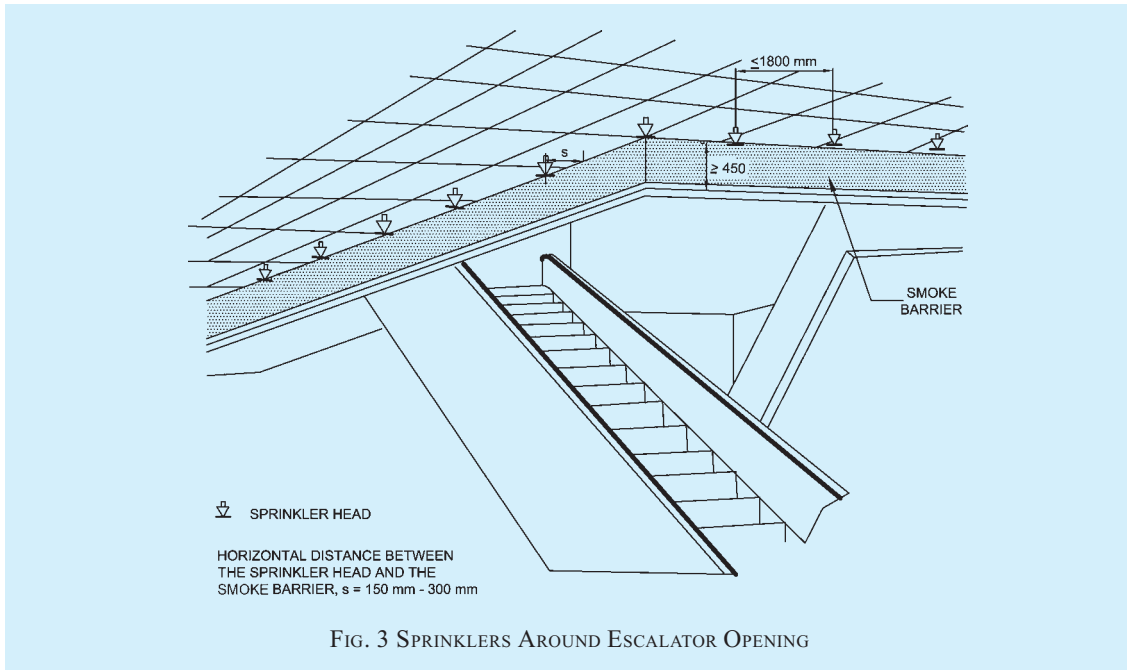 ≤1800 mm
s
≥ 450
SMOKE
BARRIER
SPRINKLER HEAD
HORIZONTAL DISTANCE BETWEEN
THE SPRINKLER HEAD AND THE
SMOKE BARRIER, s = 150 mm - 300 mm
FIG. 3 SPRINKLERS AROUND ESCALATOR OPENING